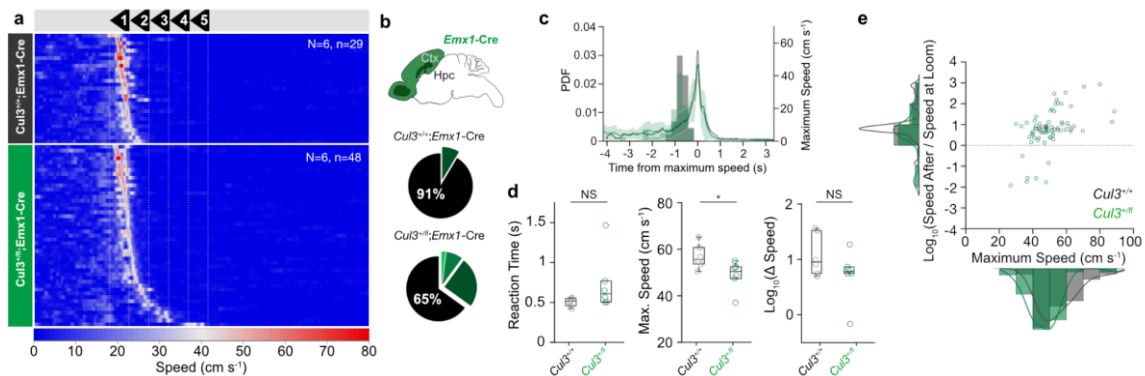 a
1 2 3 4 5
N=6, n=29
Cul3+/+;Emx1-Cre
N=6, n=48
Cul3+/fl;Emx1-Cre
0 10 20 30 40 50 60 70 80
Speed (cm s⁻¹)
b
Emx1-Cre
Ctx
Hpc
Cul3+/+;Emx1-Cre
91%
Cul3+/fl;Emx1-Cre
65%
c
PDF
0.04
0.03
0.02
0.01
0
60
40
20
0
Maximum Speed (cm s⁻¹)
-4 -3 -2 -1 0 1 2 3
Time from maximum speed (s)
d
NS
Reaction Time (s)
2
1.5
1
0.5
0
Cul3+/+ Cul3+/fl
*
Max. Speed (cm s⁻¹)
80
60
40
20
Cul3+/+ Cul3+/fl
NS
Log₁₀(Δ Speed)
2
1
0
Cul3+/+ Cul3+/fl
e
Log₁₀(Speed After / Speed at Loom)
4
3
2
1
0
-1
-2
-3
-4
Cul3+/+
Cul3+/fl
0 20 40 60 80 100
Maximum Speed (cm s⁻¹)